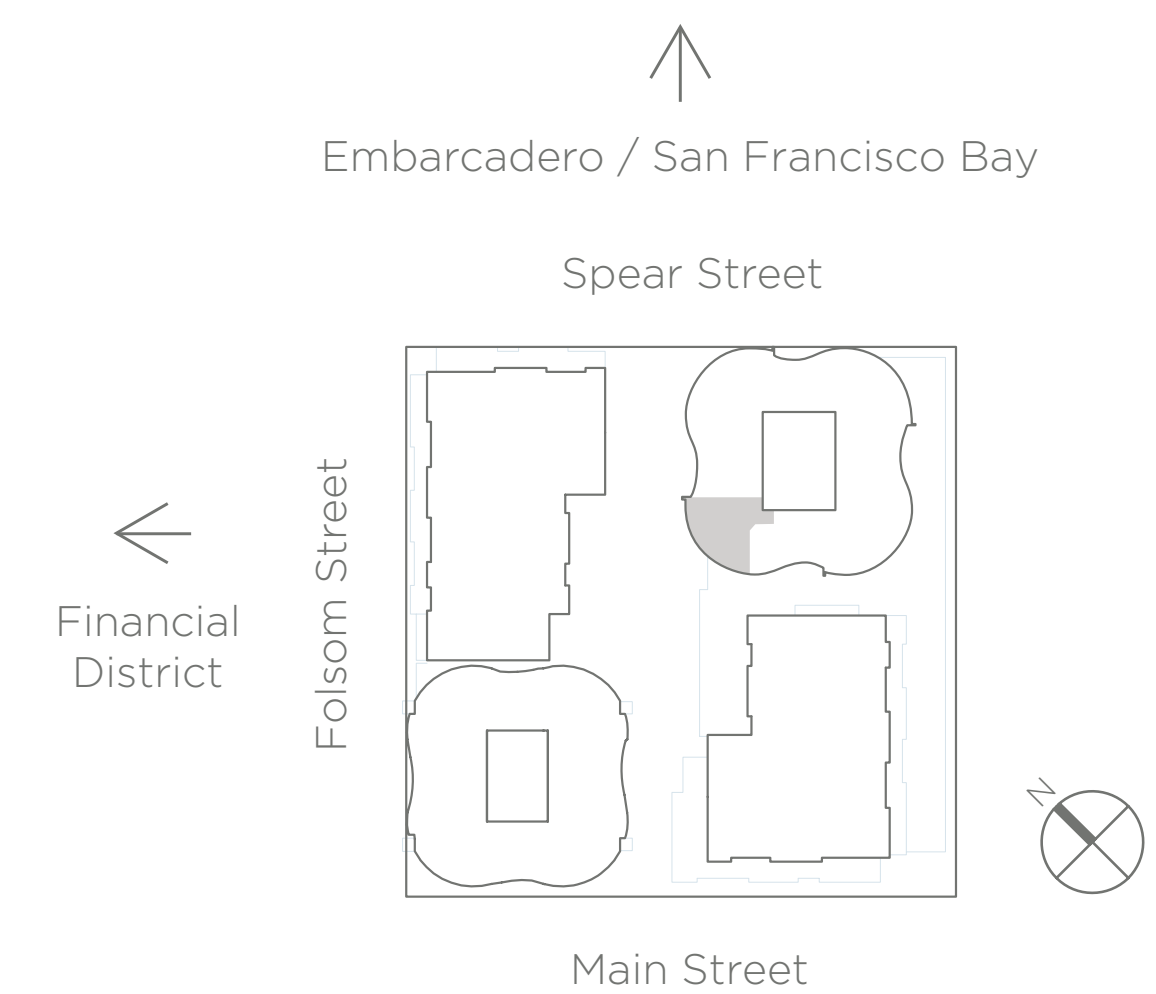 Embarcadero / San Francisco Bay
Spear Street
Folsom Street
Financial
District
N
Main Street